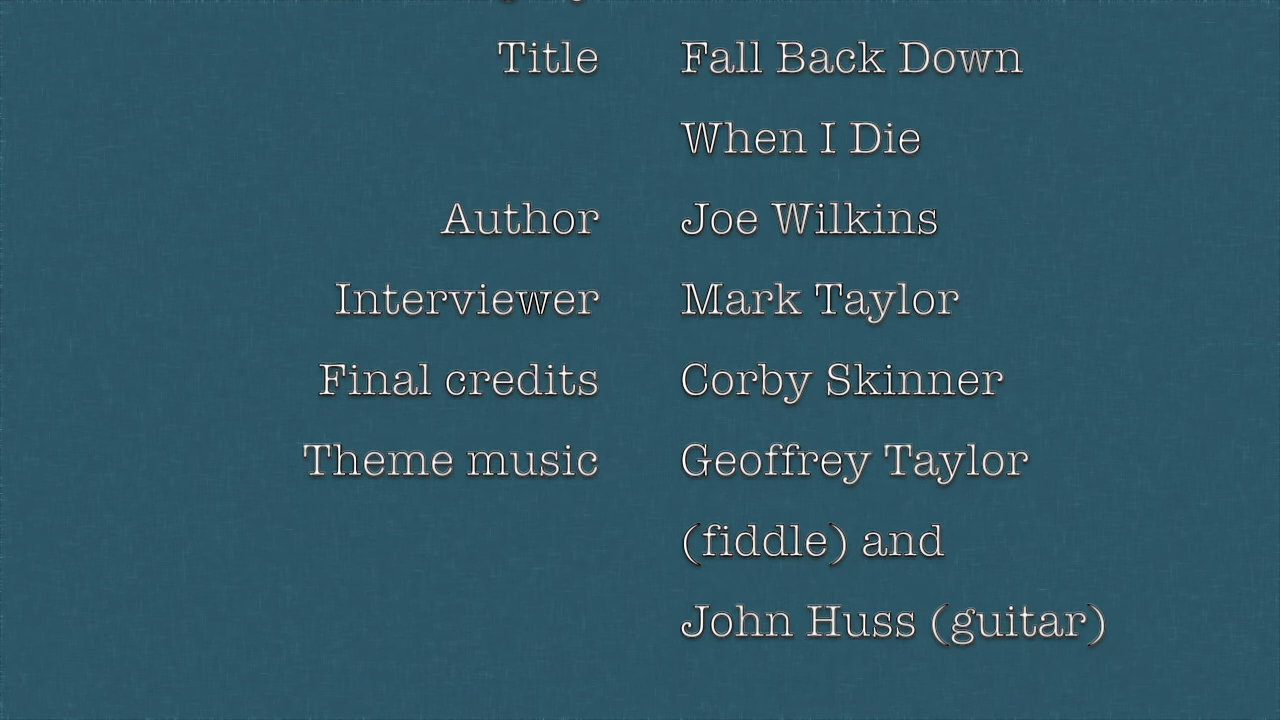 Title Fall Back Down
When I Die
Author Joe Wilkins
Interviewer Mark Taylor
Final credits Corby Skinner
Theme music Geoffrey Taylor
(fiddle) and
John Huss (guitar)